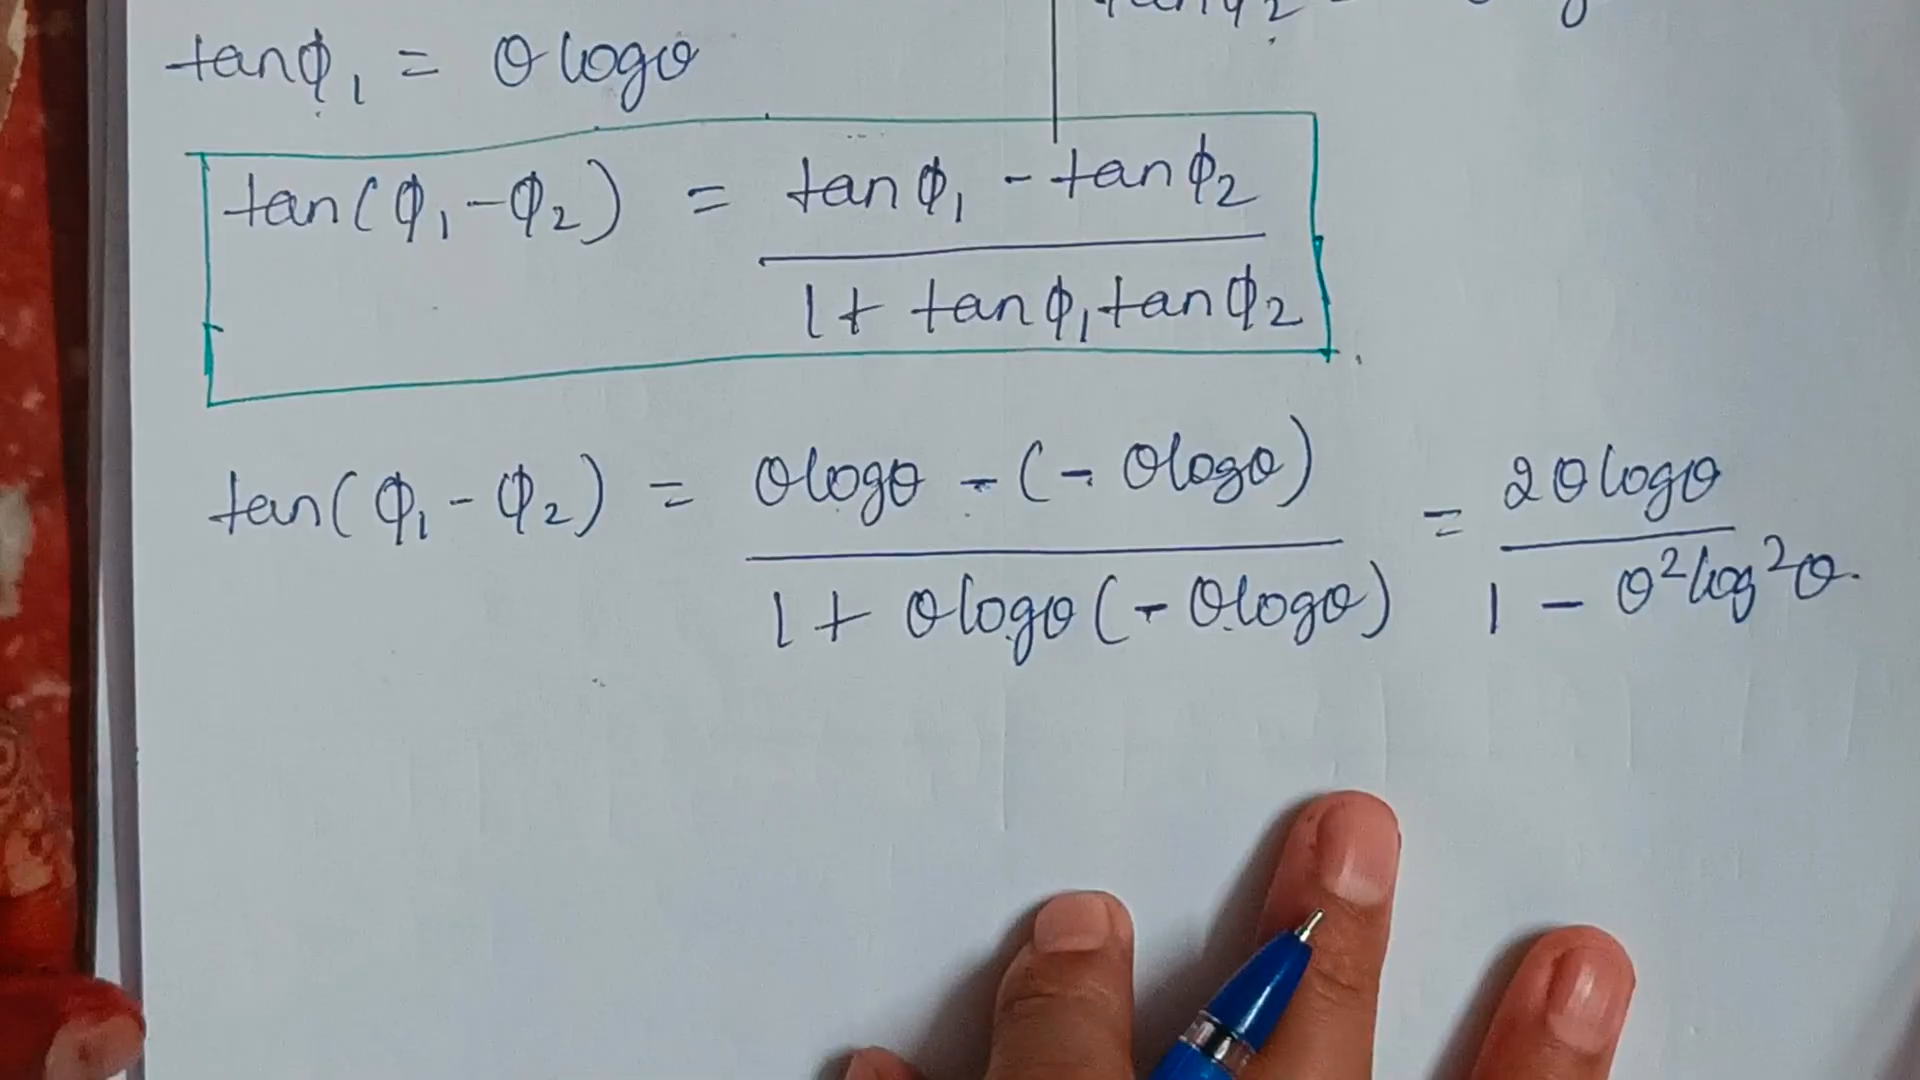 tanφ₁ = θ logθ
tan(φ₁ - φ₂) = (tanφ₁ - tanφ₂) / (1 + tanφ₁ tanφ₂)
tan(φ₁ - φ₂) = (θlogθ - (- θlogθ)) / (1 + θlogθ(- θlogθ)) = 2θlogθ / (1 - θ²log²θ).